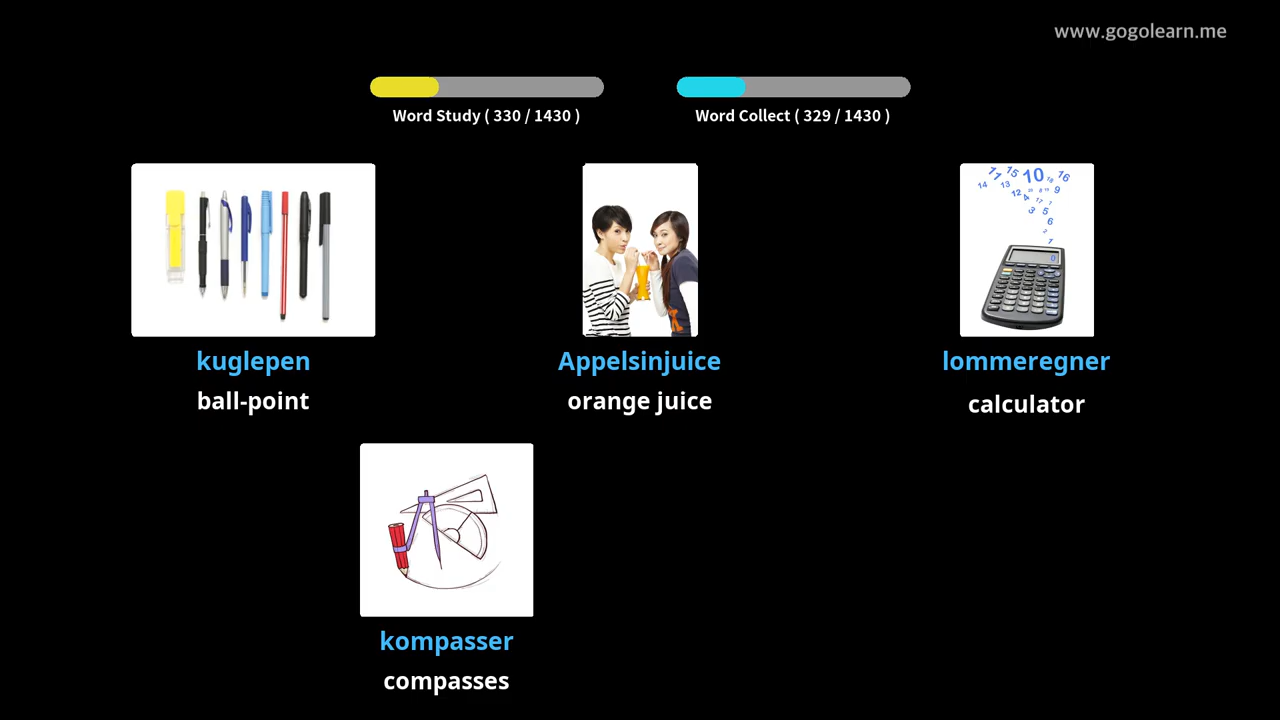 www.gogolearn.me
Word Study ( 330 / 1430 )
Word Collect ( 329 / 1430 )
kuglepen
ball-point
Appelsinjuice
orange juice
lommeregner
calculator
kompasser
compasses